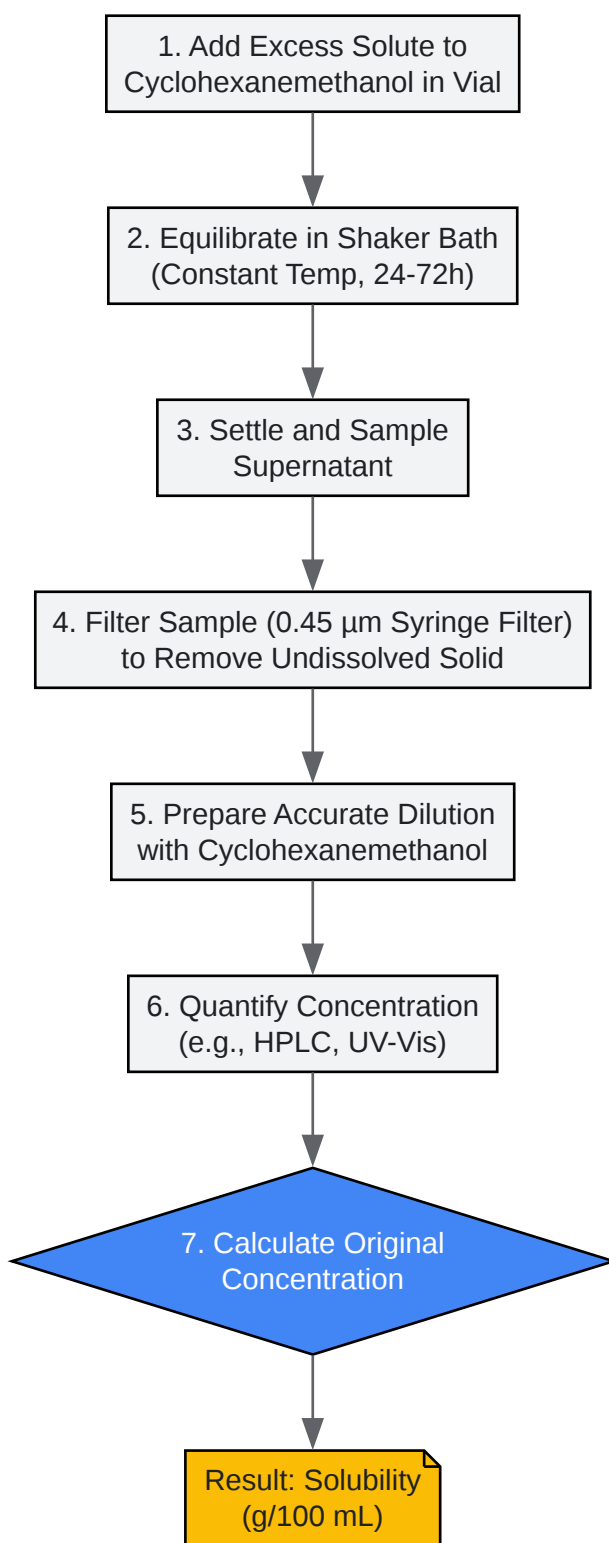 1. Add Excess Solute to
Cyclohexanemethanol in Vial
2. Equilibrate in Shaker Bath
(Constant Temp, 24-72h)
3. Settle and Sample
Supernatant
4. Filter Sample (0.45 µm Syringe Filter)
to Remove Undissolved Solid
5. Prepare Accurate Dilution
with Cyclohexanemethanol
6. Quantify Concentration
(e.g., HPLC, UV-Vis)
7. Calculate Original
Concentration
Result: Solubility
(g/100 mL)